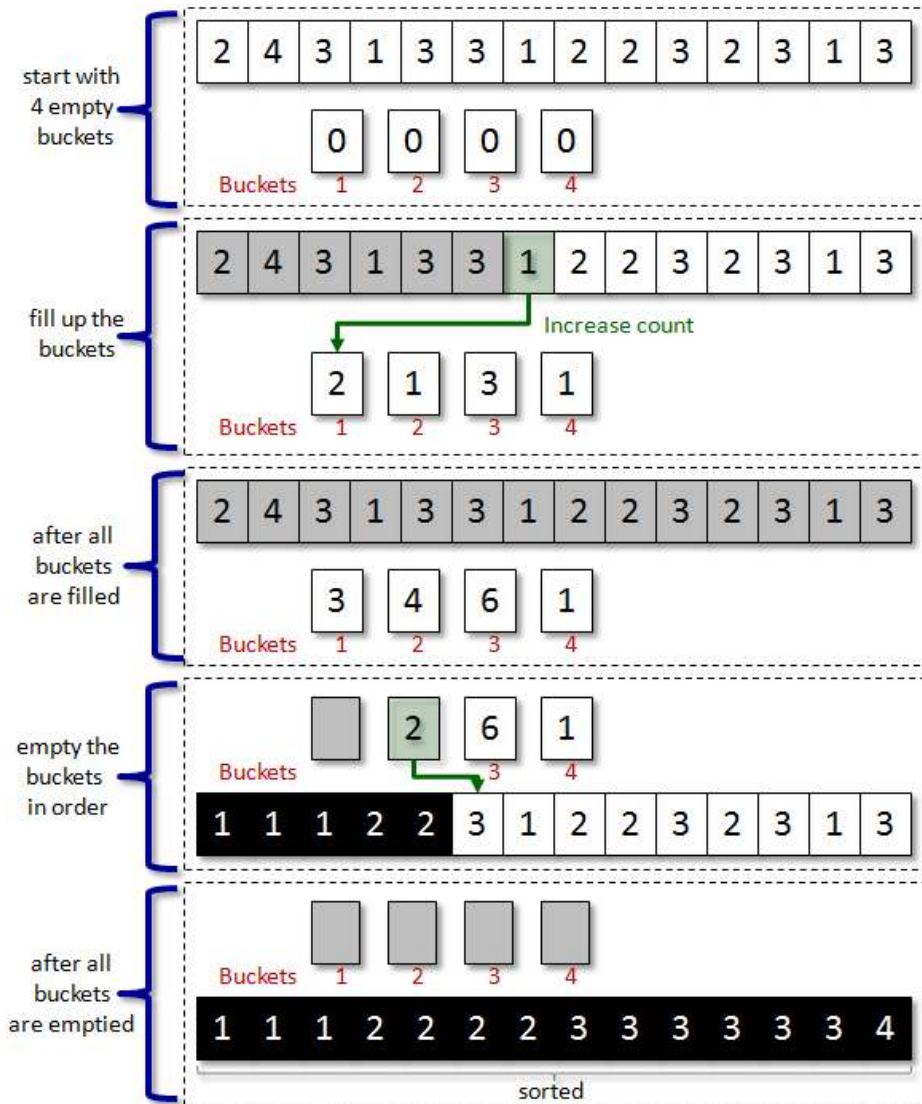 2 4 3 1 3 3 1 2 2 3 2 3 1 3
start with
4 empty
buckets
0 0 0 0
Buckets 1 2 3 4
2 4 3 1 3 3 1 2 2 3 2 3 1 3
fill up the
buckets
Increase count
2 1 3 1
Buckets 1 2 3 4
2 4 3 1 3 3 1 2 2 3 2 3 1 3
after all
buckets
are filled
3 4 6 1
Buckets 1 2 3 4
empty the
buckets
in order
2 6 1
Buckets 3 4
1 1 1 2 2 3 1 2 2 3 2 3 1 3
after all
buckets
are emptied
Buckets 1 2 3 4
1 1 1 2 2 2 2 3 3 3 3 3 3 4
sorted